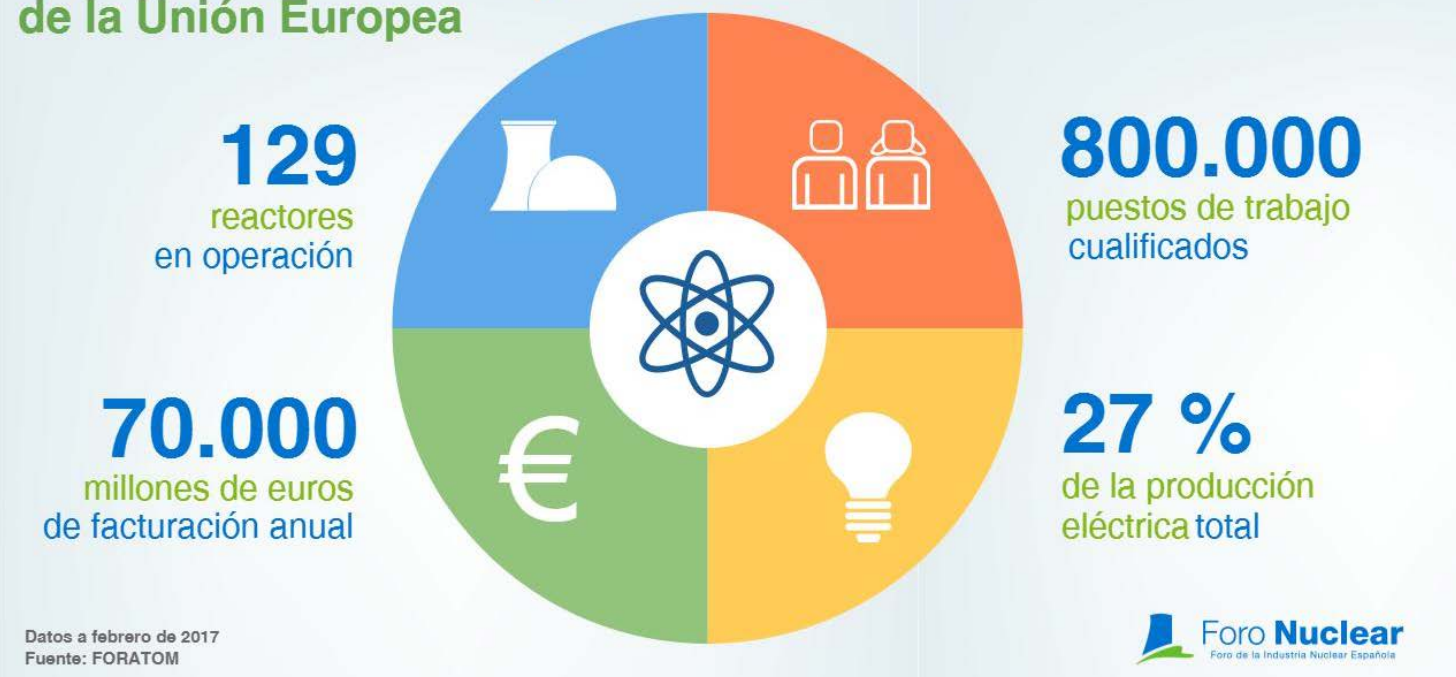 de la Unión Europea
129
reactores
en operación
800.000
puestos de trabajo
cualificados
70.000
millones de euros
de facturación anual
€
27 %
de la producción
eléctrica total
Datos a febrero de 2017
Fuente: FORATOM
Foro Nuclear
Foro de la Industria Nuclear Española